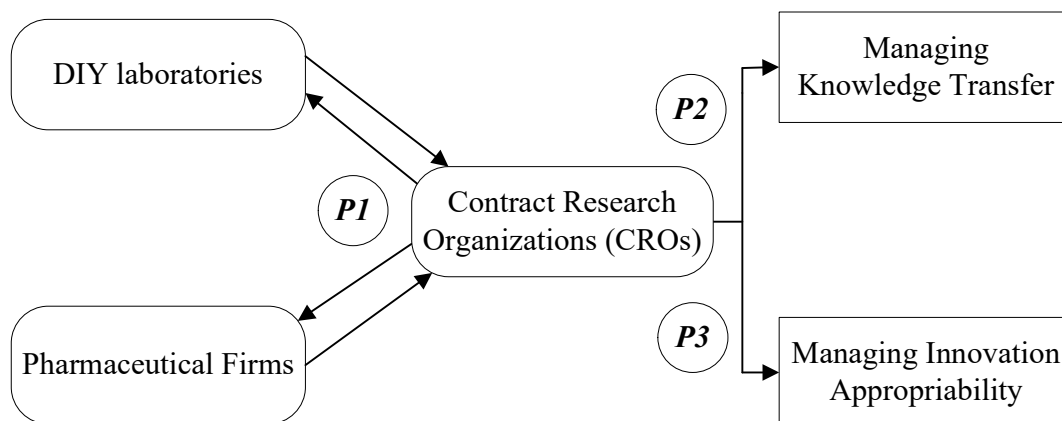 DIY laboratories
Pharmaceutical Firms
P1
Contract Research
Organizations (CROs)
P2
P3
Managing
Knowledge Transfer
Managing Innovation
Appropriability